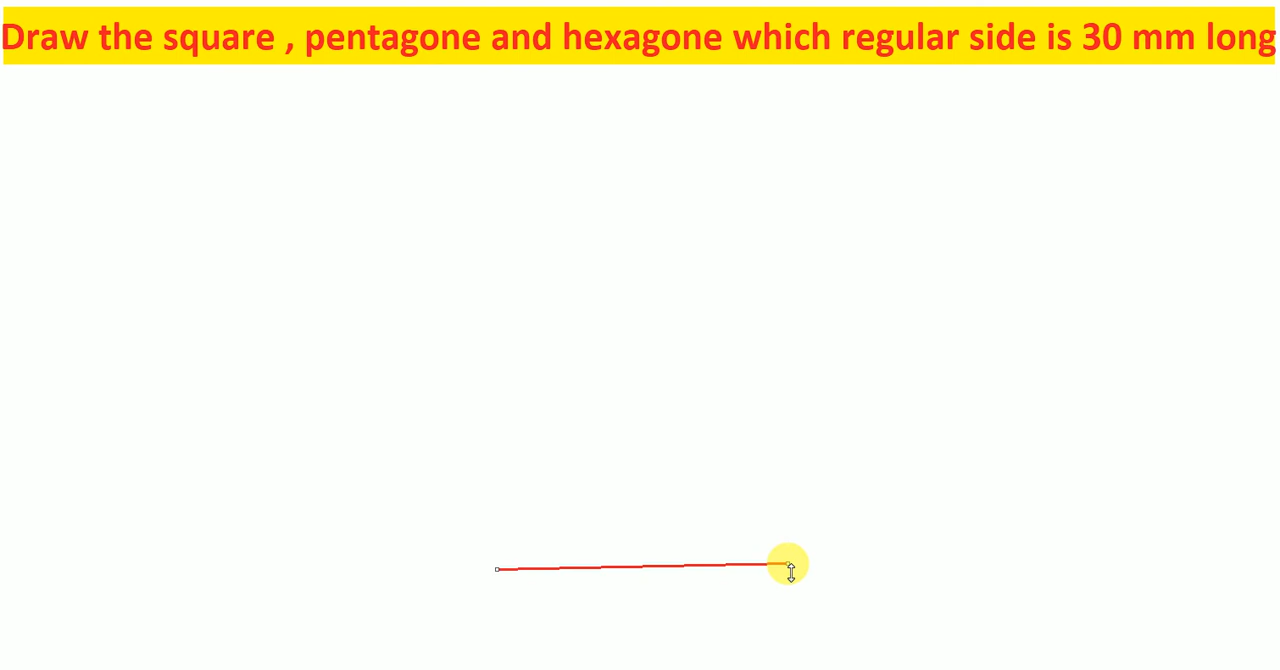 Draw the square , pentagone and hexagone which regular side is 30 mm long